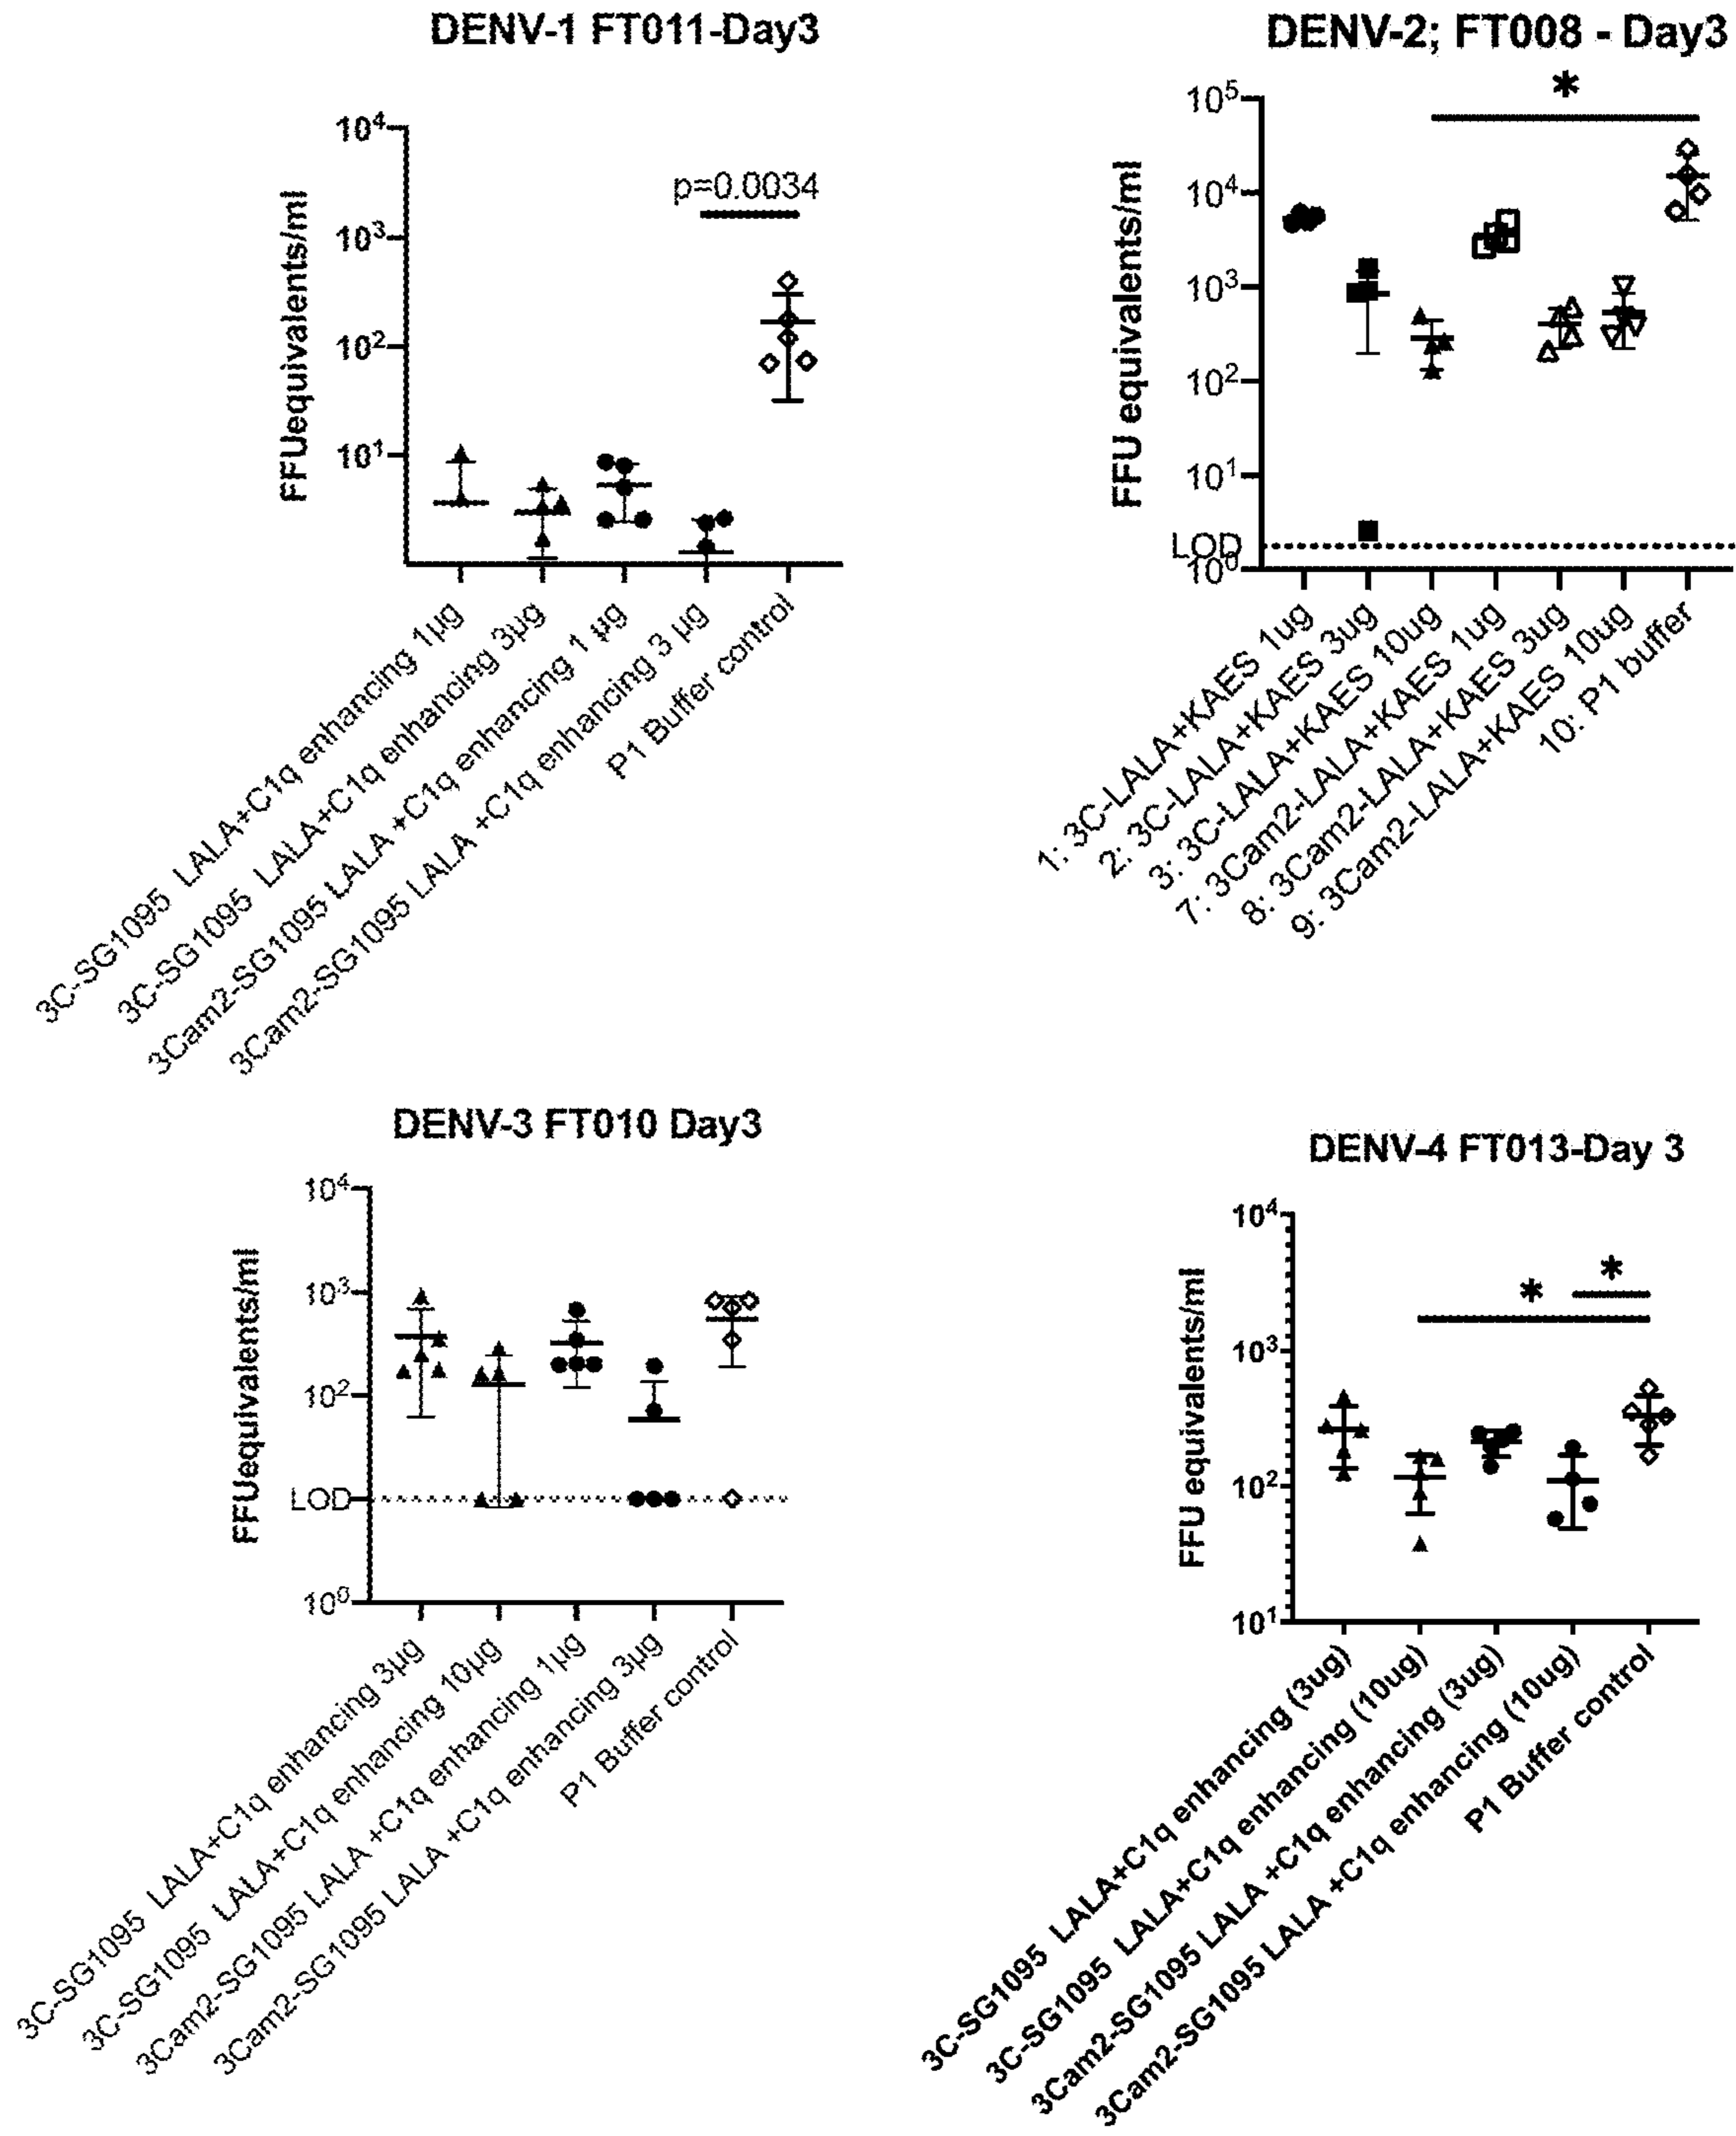 DENV-1 FT011-Day3
FFUequivalents/ml
10⁴
10³
10²
10¹
p=0.0034
3C-SG1095 LALA+C1q enhancing 1µg
3C-SG1095 LALA+C1q enhancing 3µg
3Cam2-SG1095 LALA +C1q enhancing 1 µg
3Cam2-SG1095 LALA +C1q enhancing 3 µg
P1 Buffer control
DENV-2; FT008 - Day3
FFU equivalents/ml
10⁵
10⁴
10³
10²
10¹
LOD
10⁰
*
1: 3C-LALA+KAES 1ug
2: 3C-LALA+KAES 3ug
3: 3C-LALA+KAES 10ug
7: 3Cam2-LALA+KAES 1ug
8: 3Cam2-LALA+KAES 3ug
9: 3Cam2-LALA+KAES 10ug
10: P1 buffer
DENV-3 FT010 Day3
FFUequivalents/ml
10⁴
10³
10²
LOD
10⁰
3C-SG1095 LALA+C1q enhancing 3µg
3C-SG1095 LALA+C1q enhancing 10µg
3Cam2-SG1095 LALA +C1q enhancing 1µg
3Cam2-SG1095 LALA +C1q enhancing 3µg
P1 Buffer control
DENV-4 FT013-Day 3
FFU equivalents/ml
10⁴
10³
10²
10¹
*
*
3C-SG1095 LALA+C1q enhancing (3ug)
3C-SG1095 LALA+C1q enhancing (10ug)
3Cam2-SG1095 LALA +C1q enhancing (3ug)
3Cam2-SG1095 LALA +C1q enhancing (10ug)
P1 Buffer control